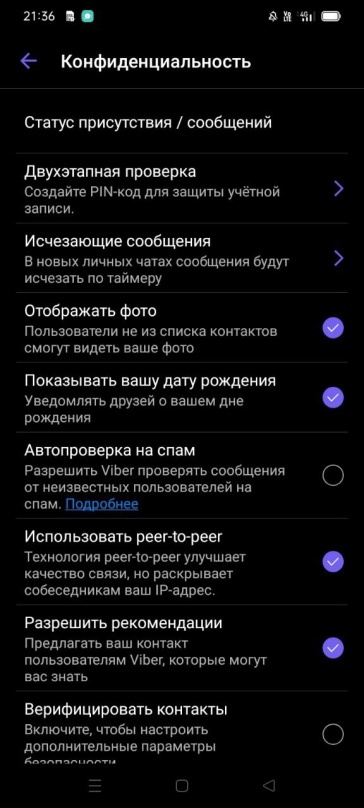 21:36
Конфиденциальность
Статус присутствия / сообщений
Двухэтапная проверка
Создайте PIN-код для защиты учётной
записи.
Исчезающие сообщения
В новых личных чатах сообщения будут
исчезать по таймеру
Отображать фото
Пользователи не из списка контактов
смогут видеть ваше фото
Показывать вашу дату рождения
Уведомлять друзей о вашем дне
рождения
Автопроверка на спам
Разрешить Viber проверять сообщения
от неизвестных пользователей на
спам. Подробнее
Использовать peer-to-peer
Технология peer-to-peer улучшает
качество связи, но раскрывает
собеседникам ваш IP-адрес.
Разрешить рекомендации
Предлагать ваш контакт
пользователям Viber, которые могут
вас знать
Верифицировать контакты
Включите, чтобы настроить
дополнительные параметры
безопасности